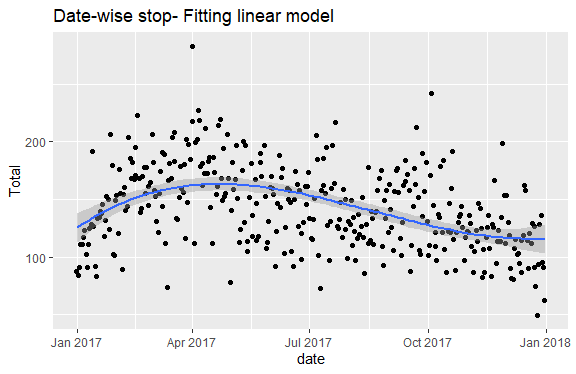 Date-wise stop- Fitting linear model
Total
200
100
Jan 2017 Apr 2017 Jul 2017 Oct 2017 Jan 2018
date